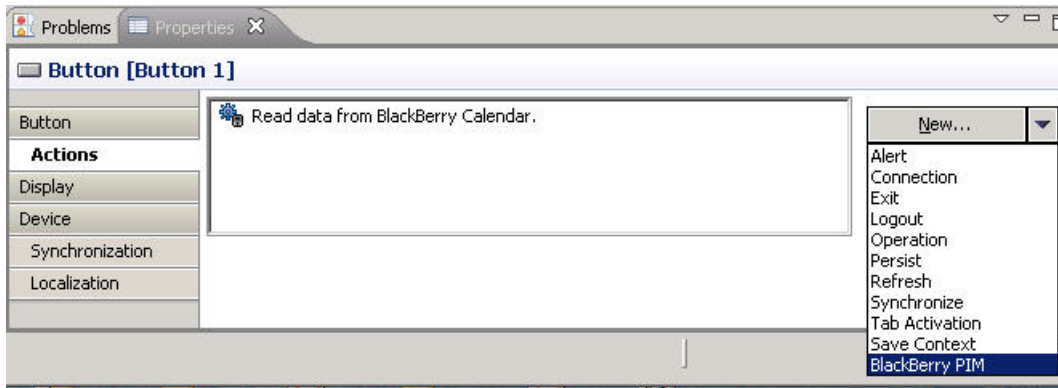 Problems Properties
Button [Button 1]
Button
Actions
Display
Device
Synchronization
Localization
Read data from BlackBerry Calendar.
New...
Alert
Connection
Exit
Logout
Operation
Persist
Refresh
Synchronize
Tab Activation
Save Context
BlackBerry PIM